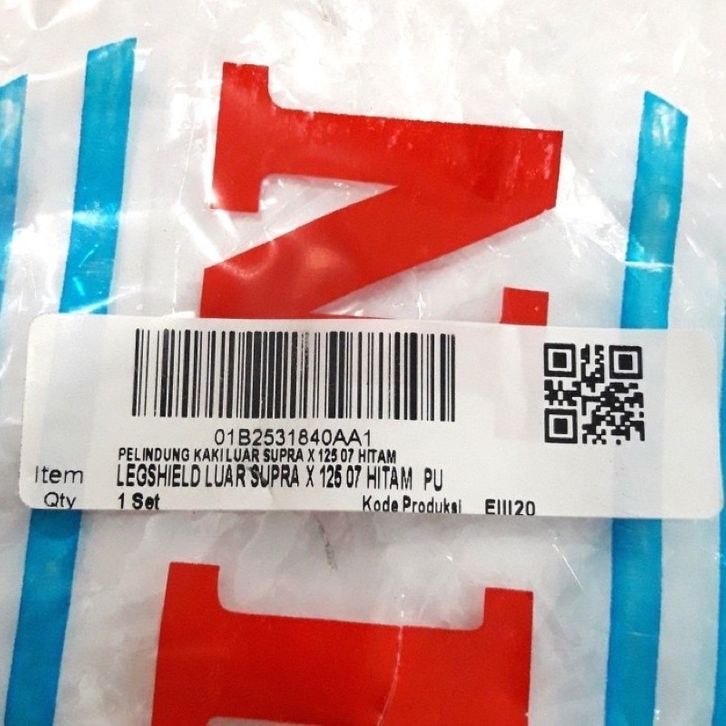 01B2531840AA1
PELINDUNG KAKI LUAR SUPRA X 125 07 HITAM
Item LEGSHIELD LUAR SUPRA X 125 07 HITAM PU
Qty 1 Set Kode Produksi EIII20